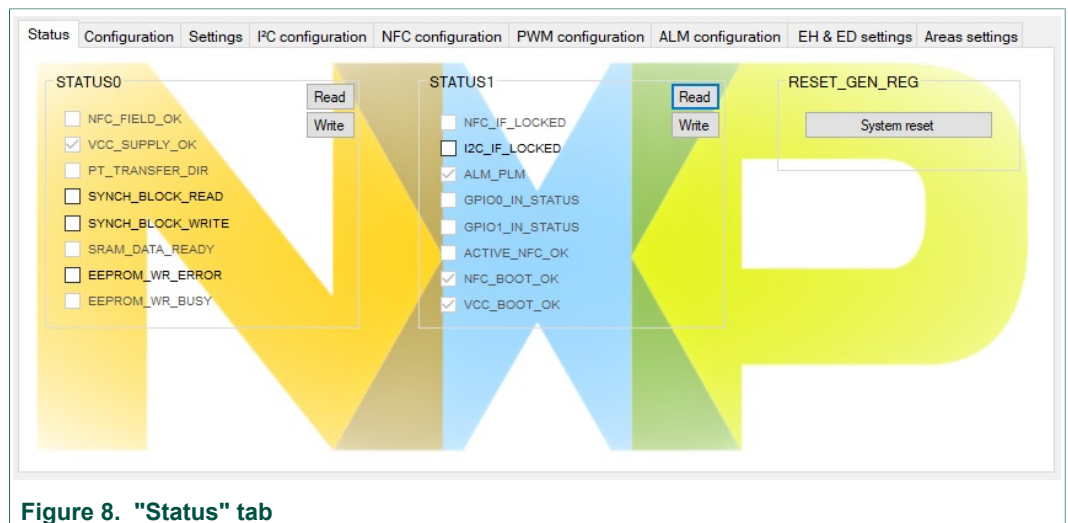 Status Configuration Settings I²C configuration NFC configuration PWM configuration ALM configuration EH & ED settings Areas settings
STATUS0
Read
NFC_FIELD_OK
Write
VCC_SUPPLY_OK
PT_TRANSFER_DIR
SYNCH_BLOCK_READ
SYNCH_BLOCK_WRITE
SRAM_DATA_READY
EEPROM_WR_ERROR
EEPROM_WR_BUSY
STATUS1
Read
NFC_IF_LOCKED
Write
I2C_IF_LOCKED
ALM_PLM
GPIO0_IN_STATUS
GPIO1_IN_STATUS
ACTIVE_NFC_OK
NFC_BOOT_OK
VCC_BOOT_OK
RESET_GEN_REG
System reset
NXP
Figure 8. "Status" tab